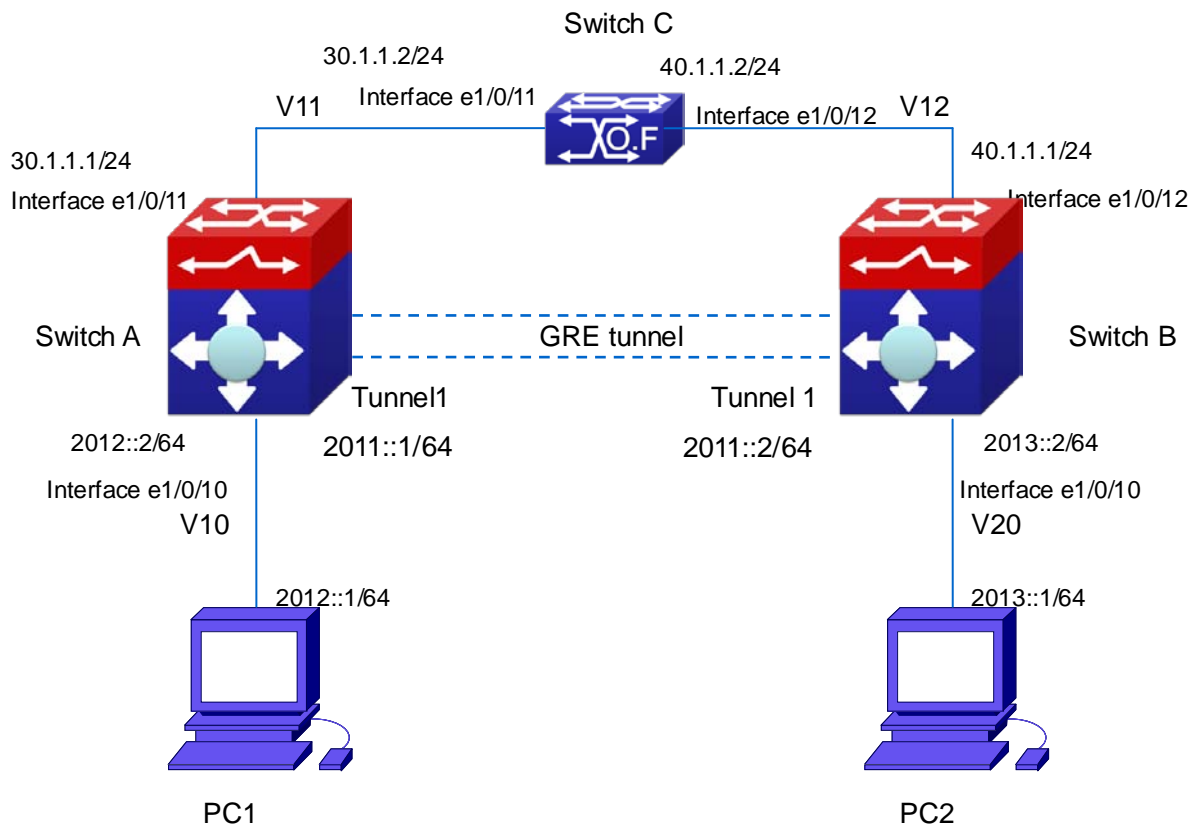 Switch C
30.1.1.2/24
40.1.1.2/24
Interface e1/0/11
Interface e1/0/12
V11
V12
O.F
30.1.1.1/24
Interface e1/0/11
40.1.1.1/24
Interface e1/0/12
Switch A
GRE tunnel
Switch B
Tunnel1
Tunnel 1
2012::2/64
2011::1/64
2011::2/64
2013::2/64
Interface e1/0/10
Interface e1/0/10
V10
V20
2012::1/64
2013::1/64
PC1
PC2